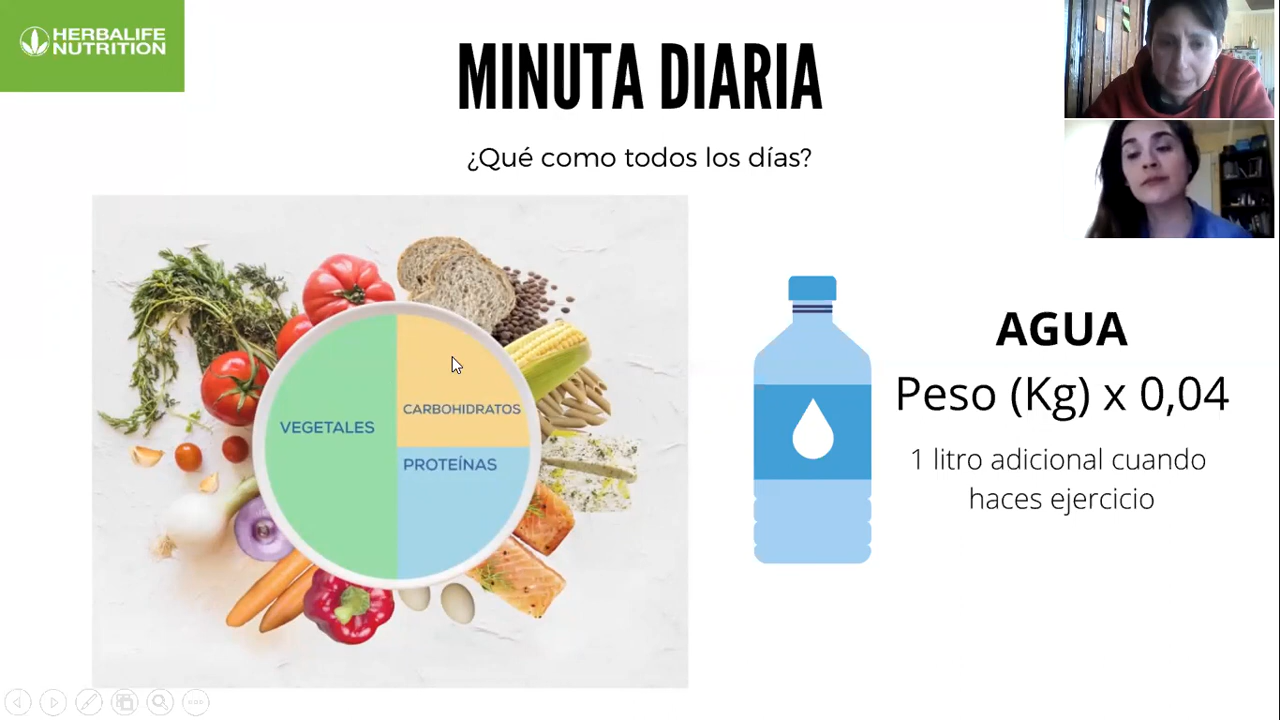 HERBALIFE
NUTRITION
MINUTA DIARIA
¿Qué como todos los días?
VEGETALES
CARBOHIDRATOS
PROTEÍNAS
AGUA
Peso (Kg) x 0,04
1 litro adicional cuando
haces ejercicio